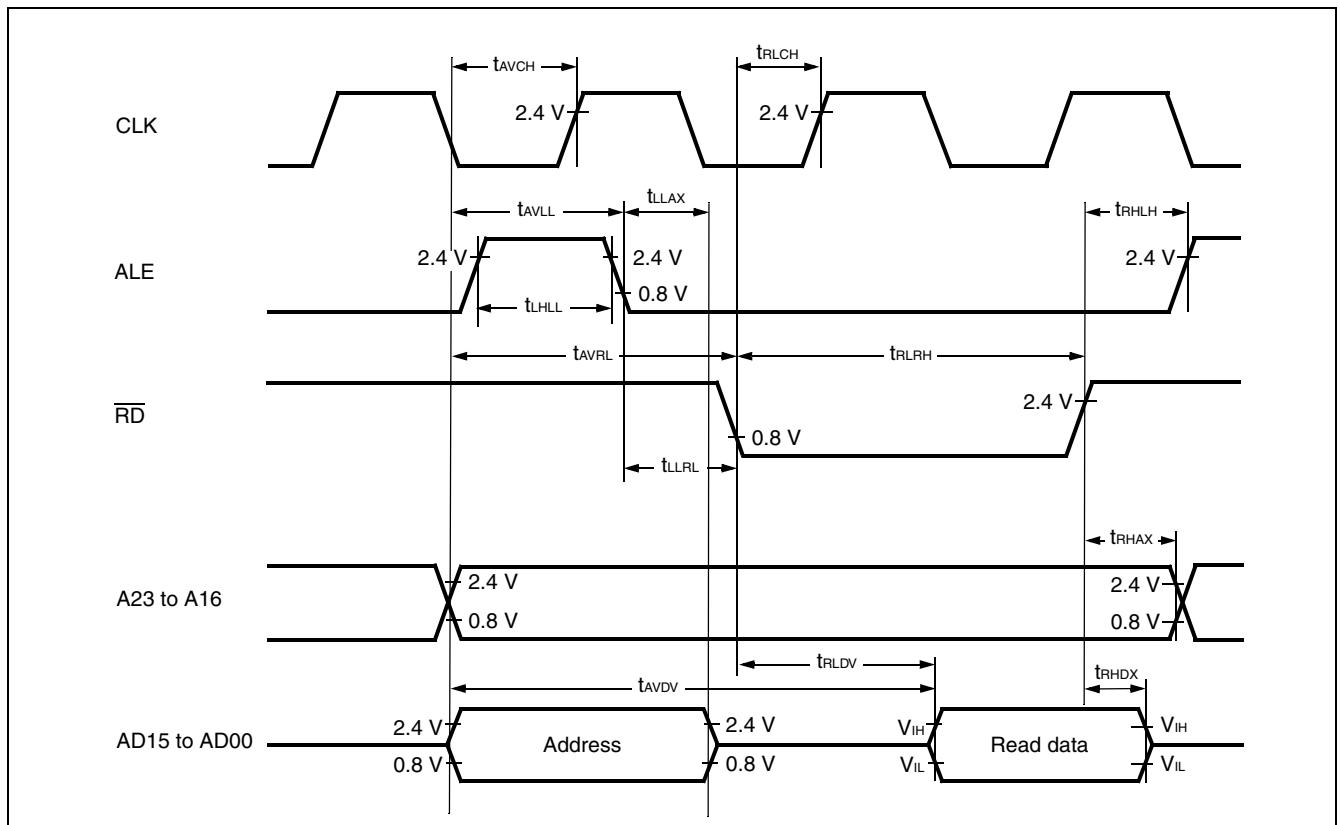 tAVCH
tRLCH
CLK
2.4 V
2.4 V
tAVLL
tLLAX
tRHLH
ALE
2.4 V
2.4 V
2.4 V
0.8 V
tLHLL
tAVRL
tRLRH
RD
2.4 V
0.8 V
tLLRL
tRHAX
A23 to A16
2.4 V
2.4 V
0.8 V
0.8 V
tRLDV
tAVDV
tRHDX
AD15 to AD00
2.4 V
Address
2.4 V
VIH
Read data
VIH
0.8 V
0.8 V
VIL
VIL